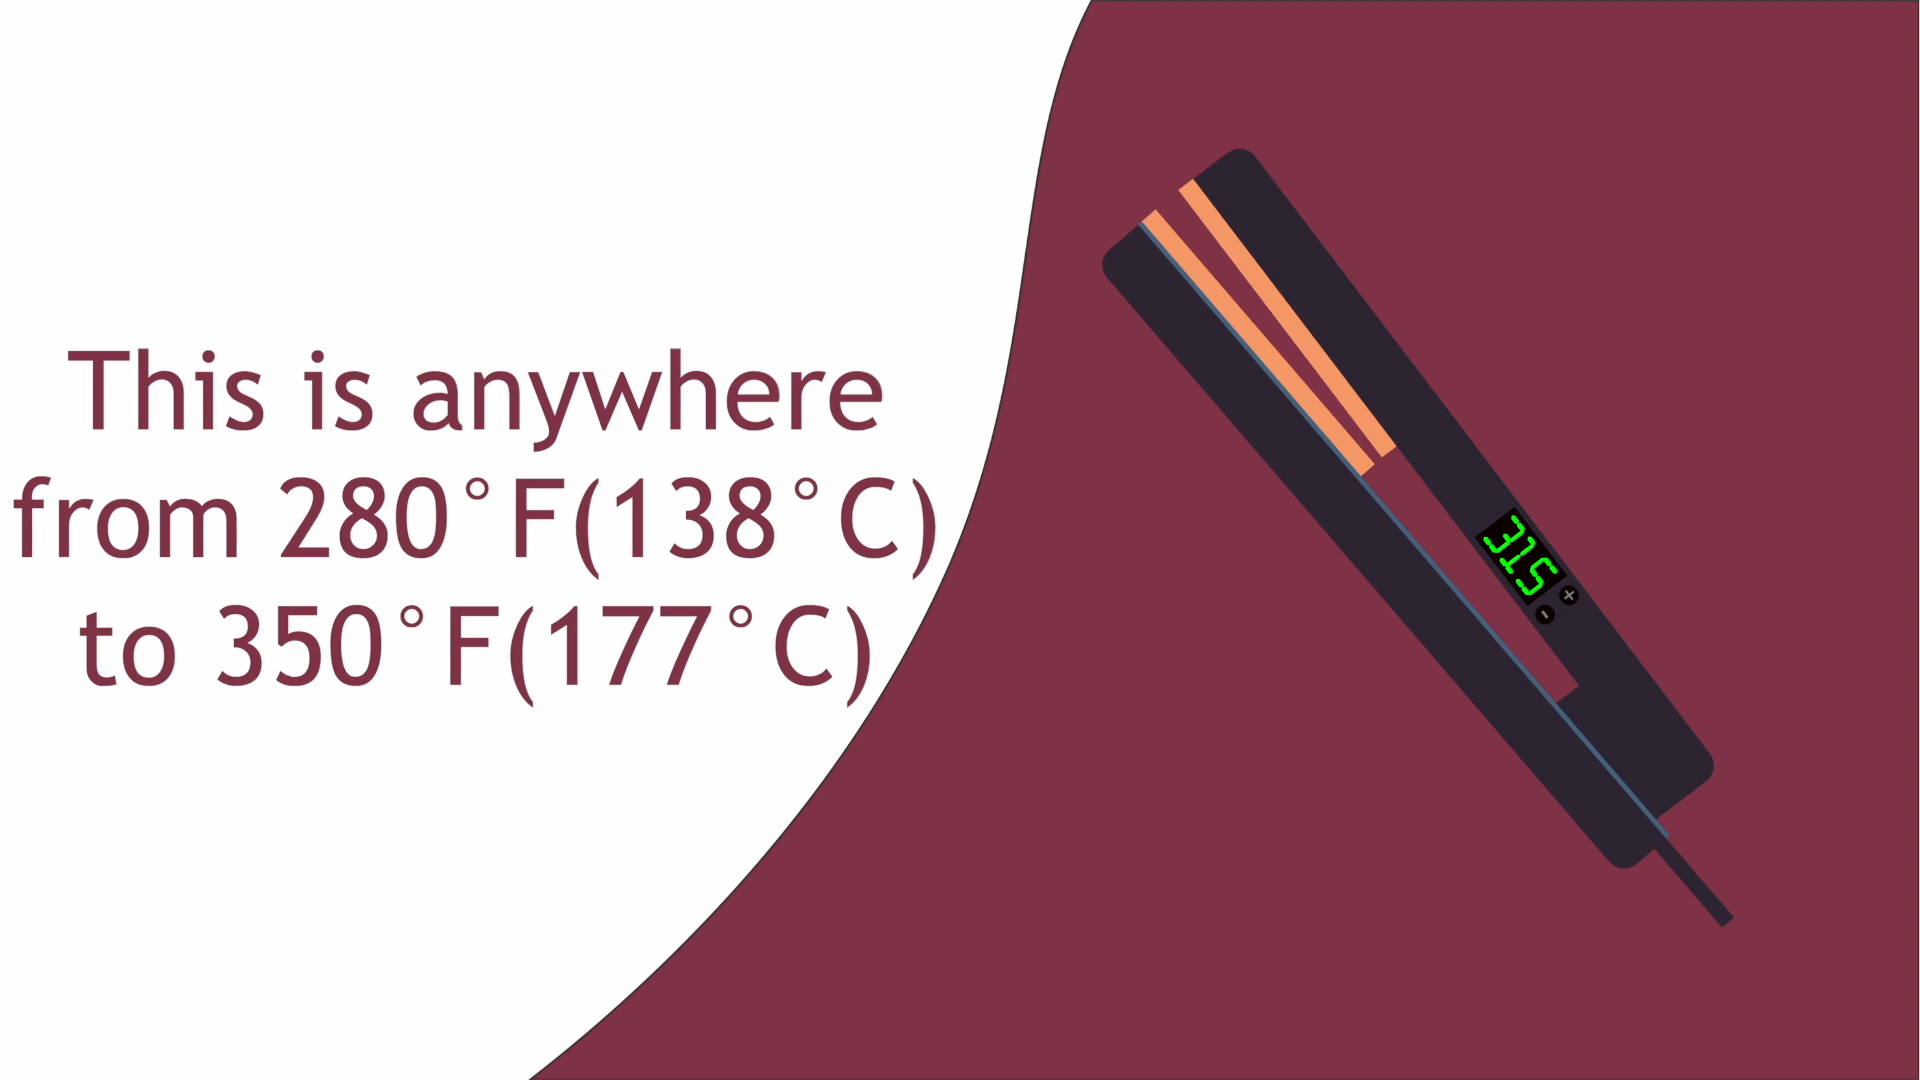 This is anywhere
from 280°F(138°C)
to 350°F(177°C)
315
+
-